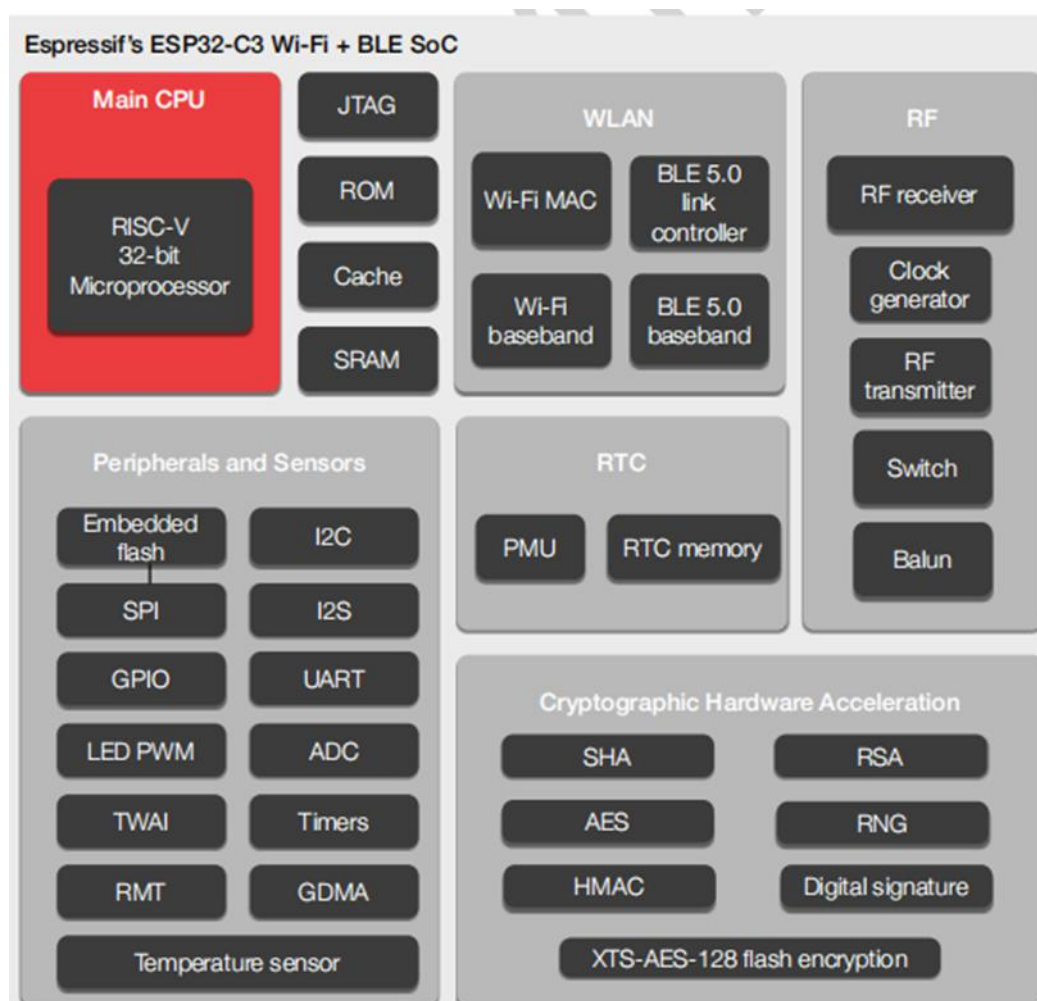 Espressif's ESP32-C3 Wi-Fi + BLE SoC
Main CPU
RISC-V
32-bit
Microprocessor
JTAG
ROM
Cache
SRAM
WLAN
Wi-Fi MAC
BLE 5.0
link
controller
Wi-Fi
baseband
BLE 5.0
baseband
RF
RF receiver
Clock
generator
RF
transmitter
Switch
Balun
Peripherals and Sensors
Embedded
flash
I2C
SPI
I2S
GPIO
UART
LED PWM
ADC
TWAI
Timers
RMT
GDMA
Temperature sensor
RTC
PMU
RTC memory
Cryptographic Hardware Acceleration
SHA
RSA
AES
RNG
HMAC
Digital signature
XTS-AES-128 flash encryption